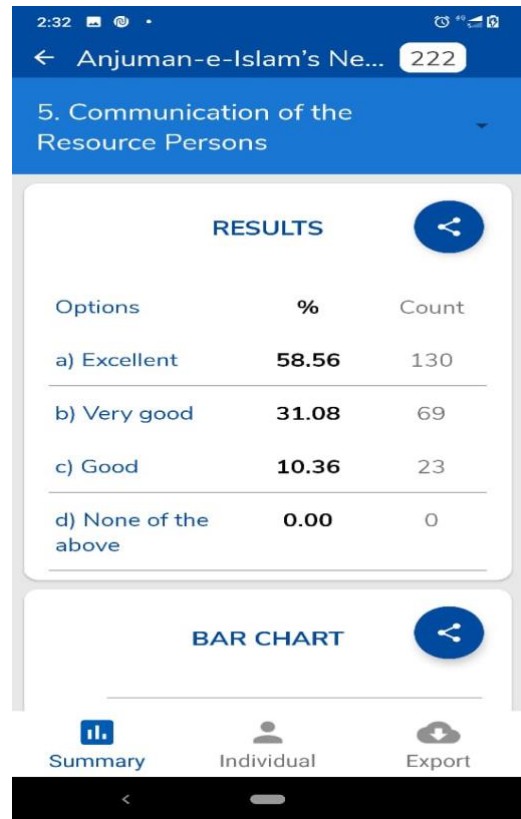 2:32
← Anjuman-e-Islam's Ne... 222
5. Communication of the
Resource Persons
RESULTS
Options % Count
a) Excellent 58.56 130
b) Very good 31.08 69
c) Good 10.36 23
d) None of the 0.00 0
above
BAR CHART
Summary Individual Export